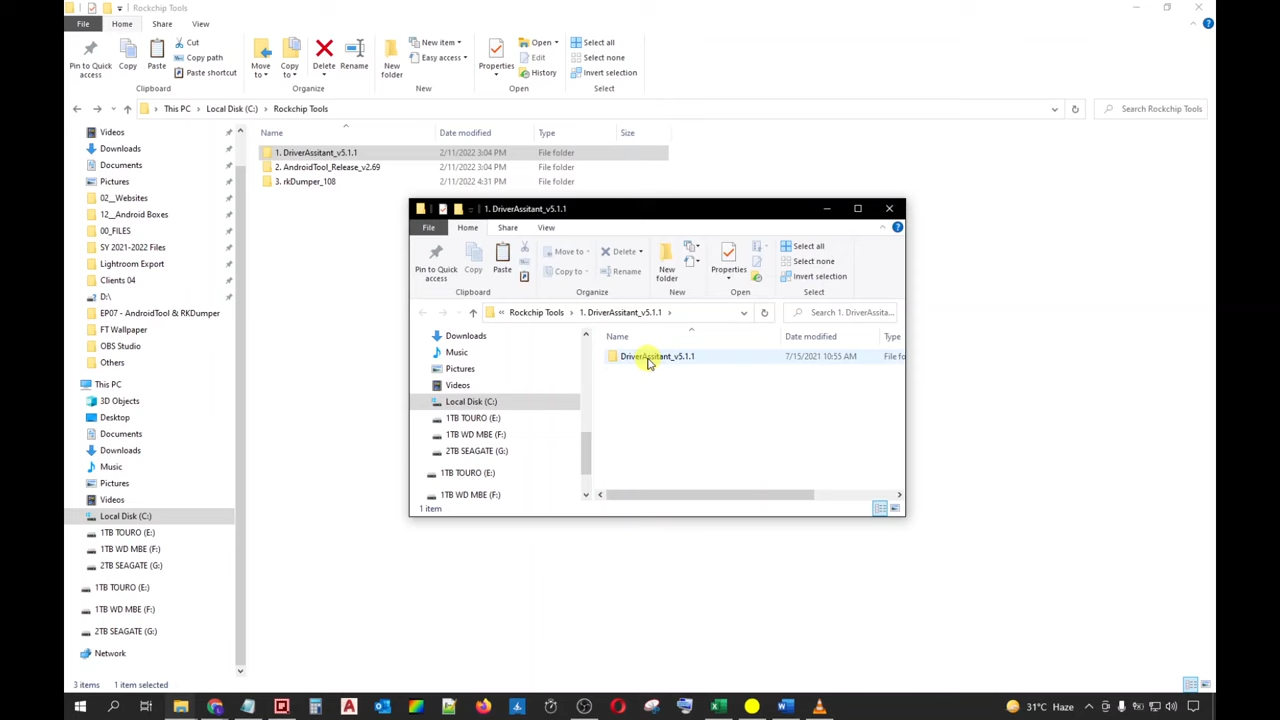 Rockchip Tools
File Home Share View
Pin to Quick access
Copy
Paste
Cut
Copy path
Paste shortcut
Move to
Copy to
Delete
Rename
New folder
New item
Easy access
Properties
Open
Edit
History
Select all
Select none
Invert selection
Clipboard Organize New Open Select
This PC Local Disk (C:) Rockchip Tools
Search Rockchip Tools
Name Date modified Type Size
1. DriverAssitant_v5.1.1 2/11/2022 3:04 PM File folder
2. AndroidTool_Release_v2.69 2/11/2022 3:04 PM File folder
3. rkDumper_108 2/11/2022 4:31 PM File folder
Videos
Downloads
Documents
Pictures
02__Websites
12__Android Boxes
00_FILES
SY 2021-2022 Files
Lightroom Export
Clients 04
D:\
EP07 - AndroidTool & RKDumper
FT Wallpaper
OBS Studio
Others
This PC
3D Objects
Desktop
Documents
Downloads
Music
Pictures
Videos
Local Disk (C:)
1TB TOURO (E:)
1TB WD MBE (F:)
2TB SEAGATE (G:)
1TB TOURO (E:)
1TB WD MBE (F:)
2TB SEAGATE (G:)
Network
3 items 1 item selected
1. DriverAssitant_v5.1.1
File Home Share View
Pin to Quick access
Copy
Paste
Move to
Copy to
Delete
Rename
New folder
Properties
Select all
Select none
Invert selection
Clipboard Organize New Open Select
« Rockchip Tools 1. DriverAssitant_v5.1.1
Search 1. DriverAssita...
Name Date modified Type
DriverAssitant_v5.1.1 7/15/2021 10:55 AM File fo
Downloads
Music
Pictures
Videos
Local Disk (C:)
1TB TOURO (E:)
1TB WD MBE (F:)
2TB SEAGATE (G:)
1TB TOURO (E:)
1TB WD MBE (F:)
1 item
31°C Haze